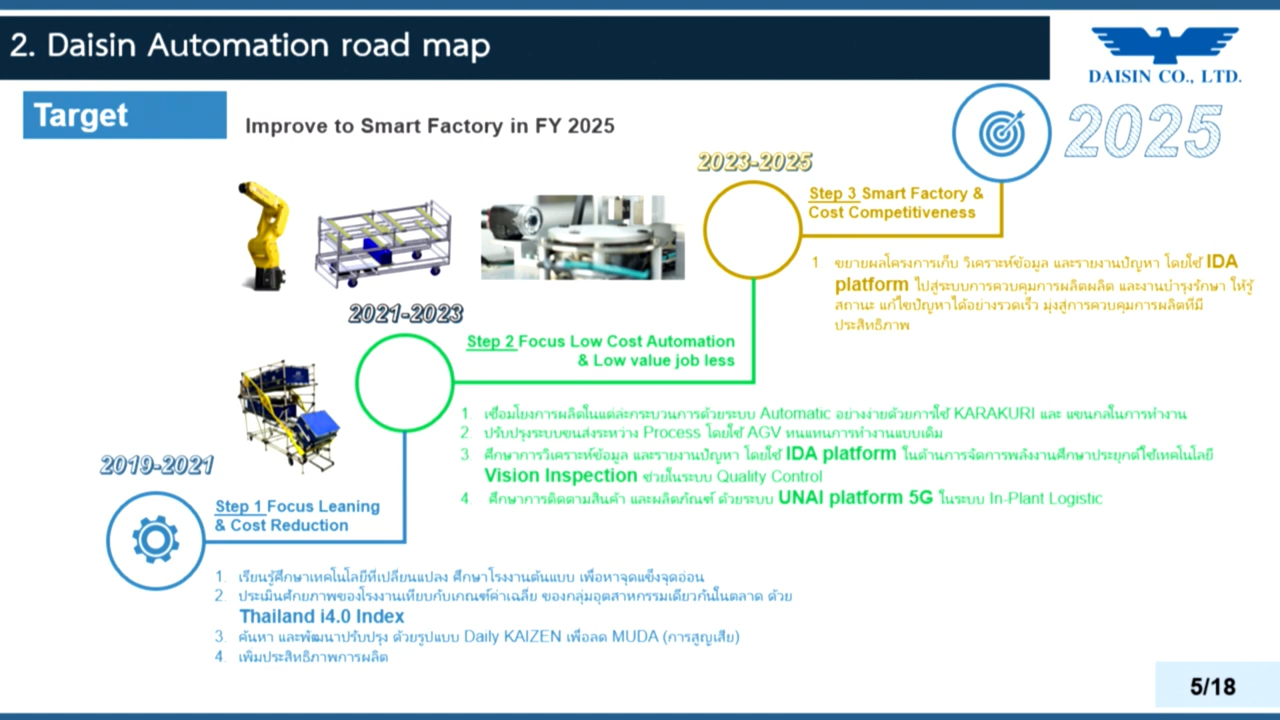 2. Daisin Automation road map
DAISIN CO., LTD.
Target
Improve to Smart Factory in FY 2025
2025
2023-2025
Step 3 Smart Factory &
Cost Competitiveness
1. ขยายผลโครงการเก็บ วิเคราะห์ข้อมูล และรายงานปัญหา โดยใช้ IDA
platform ไปสู่ระบบการควบคุมการผลิตผลิต และงานบำรุงรักษา ให้รู้
สถานะ แก้ไขปัญหาได้อย่างรวดเร็ว มุ่งสู่การควบคุมการผลิตที่มี
ประสิทธิภาพ
2021-2023
Step 2 Focus Low Cost Automation
& Low value job less
1. เชื่อมโยงการผลิตในแต่ล่ะกระบวนการด้วยระบบ Automatic อย่างง่ายด้วยการใช้ KARAKURI และ แขนกลในการทำงาน
2. ปรับปรุงระบบขนส่งระหว่าง Process โดยใช้ AGV ทนแทนการทำงานแบบเดิม
3. ศึกษาการวิเคราะห์ข้อมูล และรายงานปัญหา โดยใช้ IDA platform ในด้านการจัดการพลังงานศึกษาประยุกต์ใช้เทคโนโลยี
Vision Inspection ช่วยในระบบ Quality Control
4. ศึกษาการติดตามสินค้า และผลิตภัณฑ์ ด้วยระบบ UNAI platform 5G ในระบบ In-Plant Logistic
2019-2021
Step 1 Focus Leaning
& Cost Reduction
1. เรียนรู้ศึกษาเทคโนโลยีที่เปลี่ยนแปลง ศึกษาโรงงานต้นแบบ เพื่อหาจุดแข็งจุดอ่อน
2. ประเมินศักยภาพของโรงงานเทียบกับเกณฑ์ค่าเฉลี่ย ของกลุ่มอุตสาหกรรมเดียวกันในตลาด ด้วย
Thailand i4.0 Index
3. ค้นหา และพัฒนาปรับปรุง ด้วยรูปแบบ Daily KAIZEN เพื่อลด MUDA (การสูญเสีย)
4. เพิ่มประสิทธิภาพการผลิต
5/18